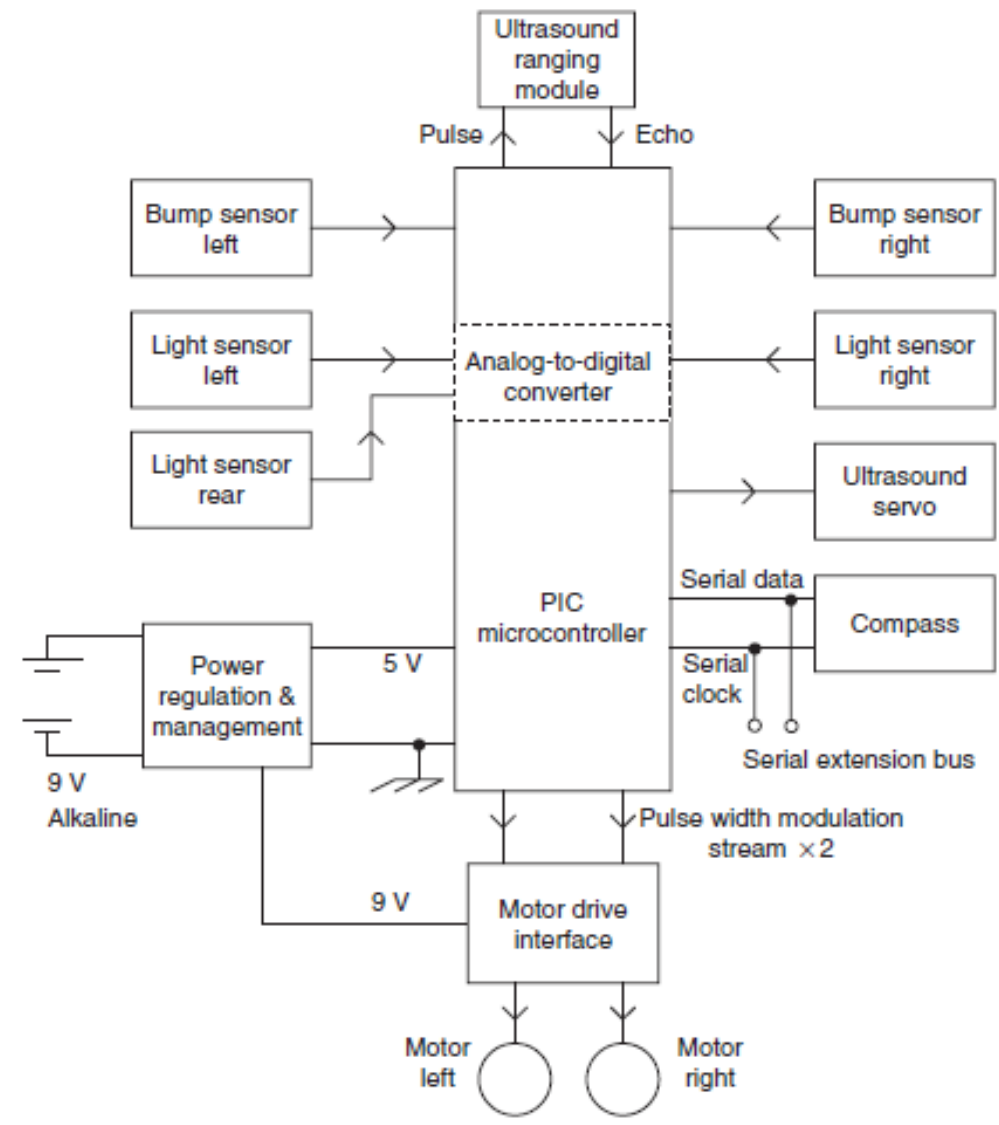 Ultrasound
ranging
module
Pulse
Echo
Bump sensor
left
Bump sensor
right
Light sensor
left
Analog-to-digital
converter
Light sensor
right
Light sensor
rear
Ultrasound
servo
PIC
microcontroller
Serial data
Compass
Serial
clock
Serial extension bus
Power
regulation &
management
5 V
9 V
Alkaline
Pulse width modulation
stream ×2
9 V
Motor drive
interface
Motor
left
Motor
right